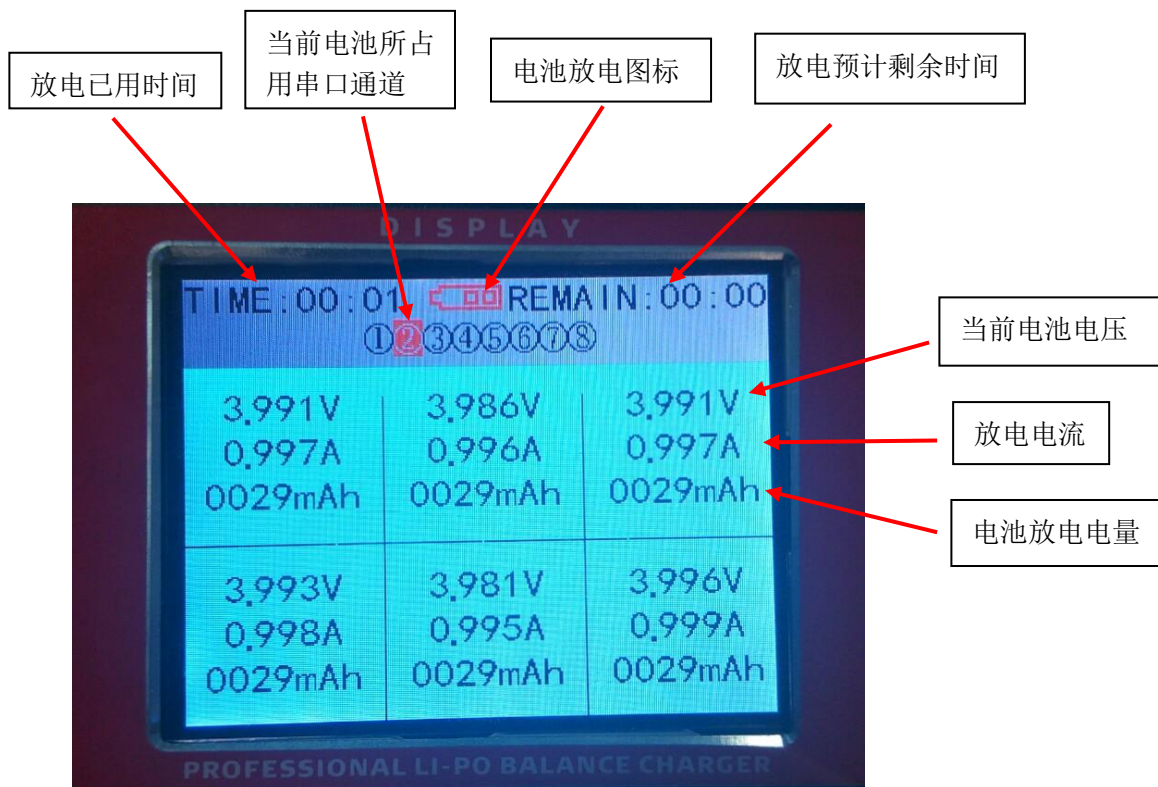 当前电池所占
用串口通道
放电已用时间
电池放电图标
放电预计剩余时间
DISPLAY
TIME:00:01
REMAIN:00:00
①②③④⑤⑥⑦⑧
3.991V
3.986V
3.991V
0.997A
0.996A
0.997A
0029mAh
0029mAh
0029mAh
3.993V
3.981V
3.996V
0.998A
0.995A
0.999A
0029mAh
0029mAh
0029mAh
当前电池电压
放电电流
电池放电电量
PROFESSIONAL LI-PO BALANCE CHARGER